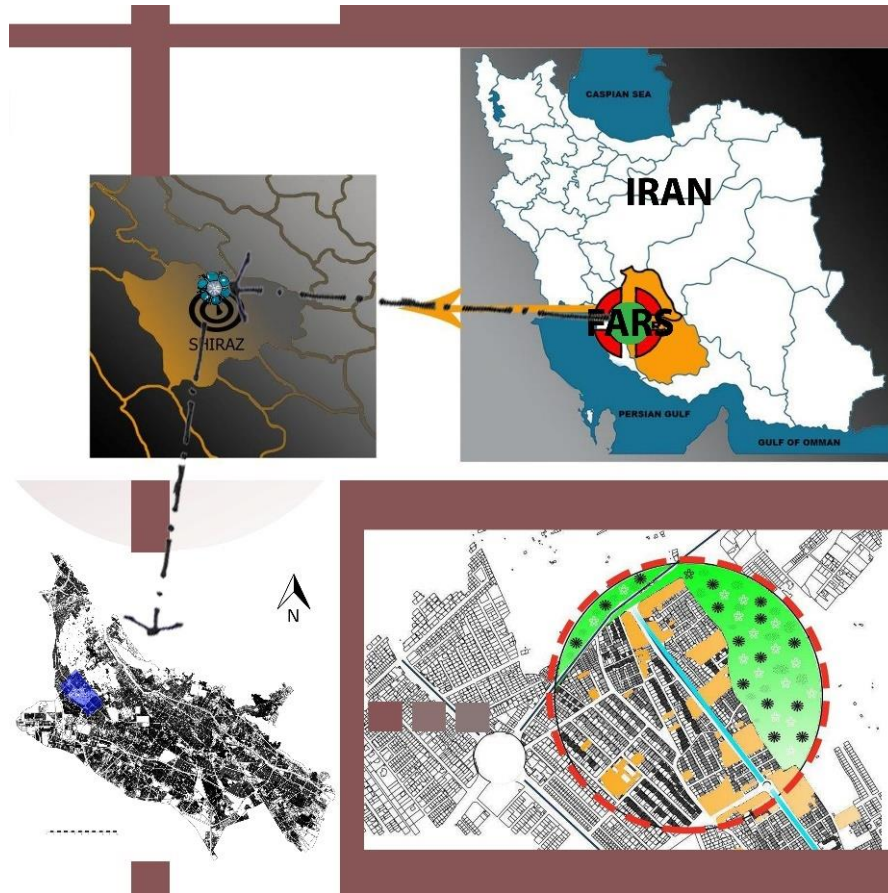 CASPIAN SEA
IRAN
FARS
SHIRAZ
PERSIAN GULF
GULF OF OMMAN
N